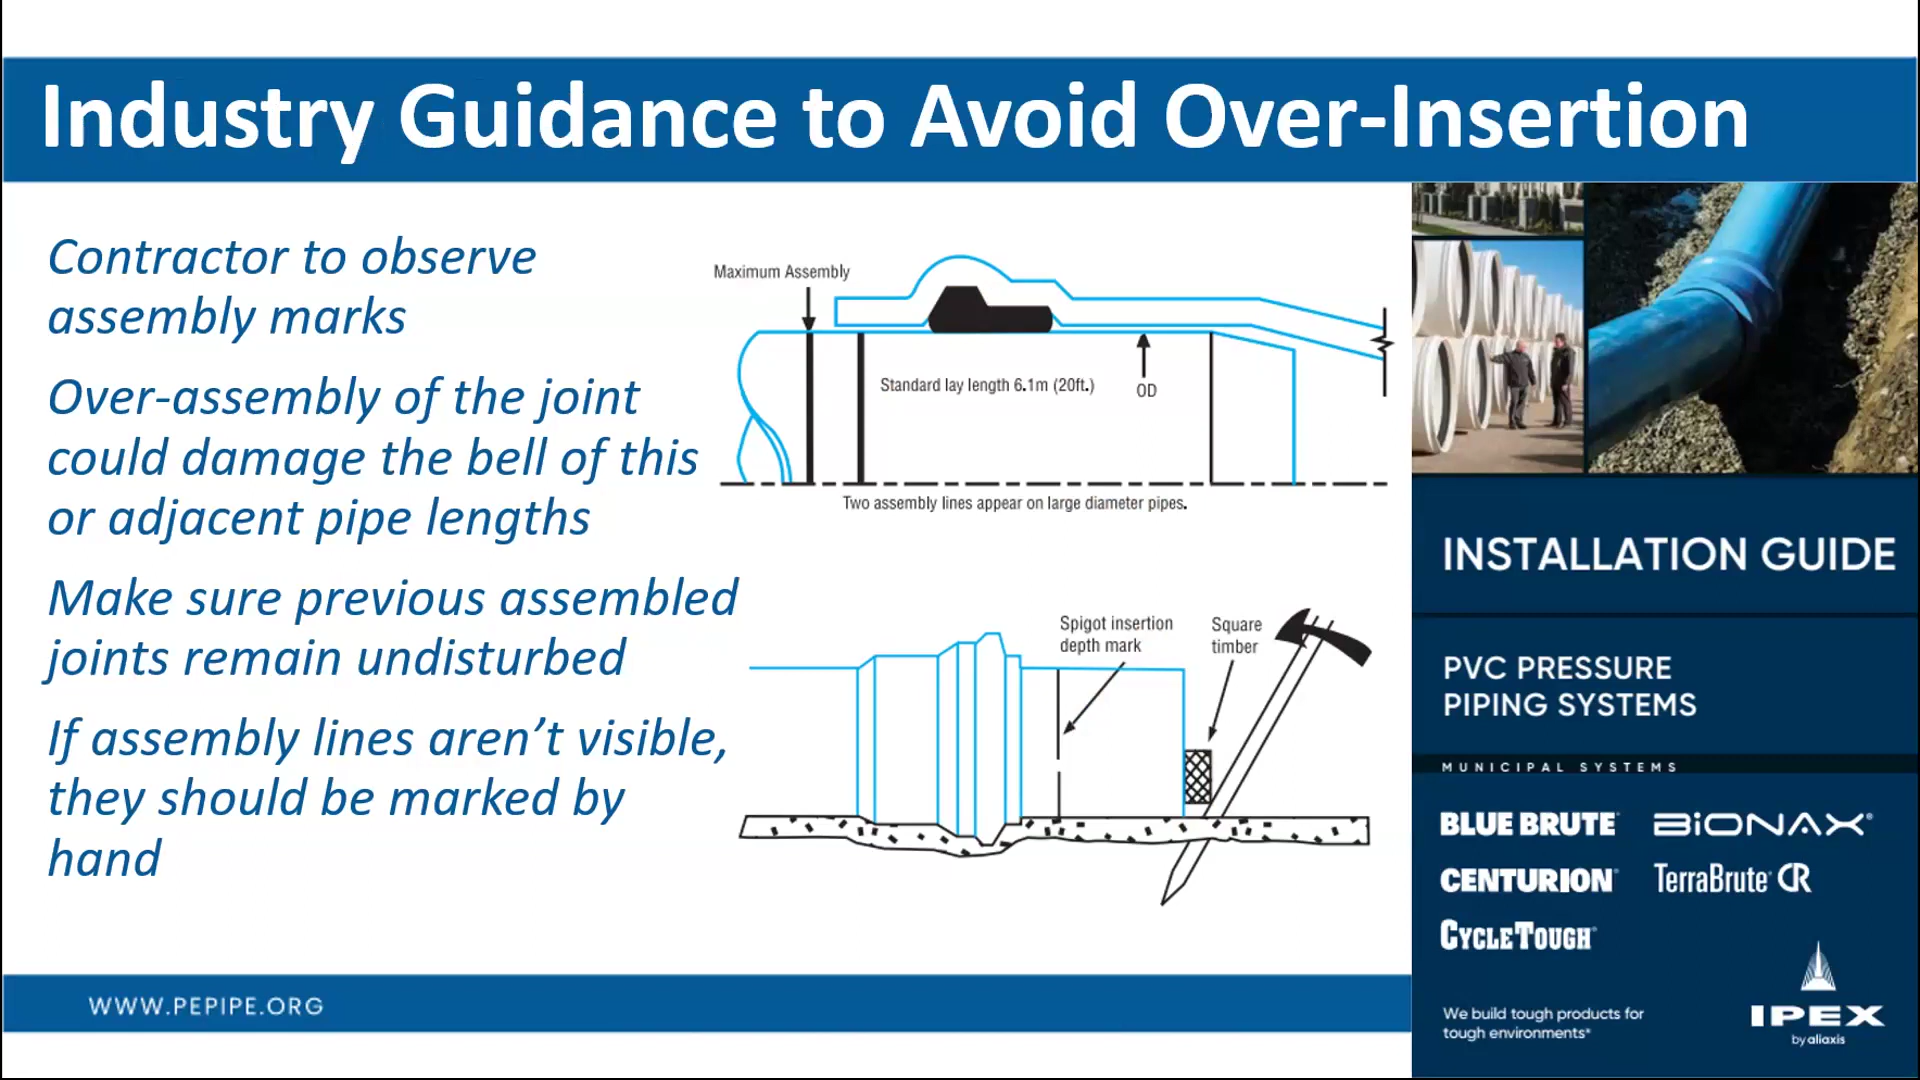 Industry Guidance to Avoid Over-Insertion
Contractor to observe
assembly marks
Over-assembly of the joint
could damage the bell of this
or adjacent pipe lengths
Make sure previous assembled
joints remain undisturbed
If assembly lines aren’t visible,
they should be marked by
hand
Maximum Assembly
Standard lay length 6.1m (20ft.)
OD
Two assembly lines appear on large diameter pipes.
Spigot insertion
depth mark
Square
timber
INSTALLATION GUIDE
PVC PRESSURE
PIPING SYSTEMS
MUNICIPAL SYSTEMS
BLUE BRUTE
BIONAX®
CENTURION®
TerraBrute® CR
CYCLETOUGH®
We build tough products for
tough environments®
IPEX
by aliaxis
WWW.PEPIPE.ORG